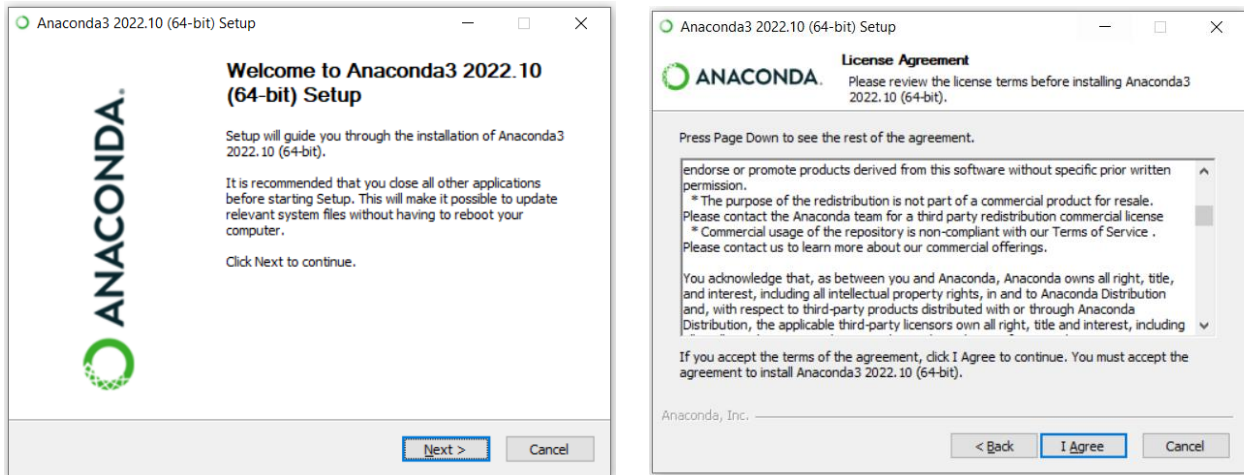 Anaconda3 2022.10 (64-bit) Setup
ANACONDA.
Welcome to Anaconda3 2022.10
(64-bit) Setup
Setup will guide you through the installation of Anaconda3
2022.10 (64-bit).
It is recommended that you close all other applications
before starting Setup. This will make it possible to update
relevant system files without having to reboot your
computer.
Click Next to continue.
Next >
Cancel
Anaconda3 2022.10 (64-bit) Setup
ANACONDA.
License Agreement
Please review the license terms before installing Anaconda3
2022.10 (64-bit).
Press Page Down to see the rest of the agreement.
endorse or promote products derived from this software without specific prior written
permission.
* The purpose of the redistribution is not part of a commercial product for resale.
Please contact the Anaconda team for a third party redistribution commercial license
* Commercial usage of the repository is non-compliant with our Terms of Service .
Please contact us to learn more about our commercial offerings.
You acknowledge that, as between you and Anaconda, Anaconda owns all right, title,
and interest, including all intellectual property rights, in and to Anaconda Distribution
and, with respect to third-party products distributed with or through Anaconda
Distribution, the applicable third-party licensors own all right, title and interest, including
If you accept the terms of the agreement, click I Agree to continue. You must accept the
agreement to install Anaconda3 2022.10 (64-bit).
Anaconda, Inc.
< Back
I Agree
Cancel